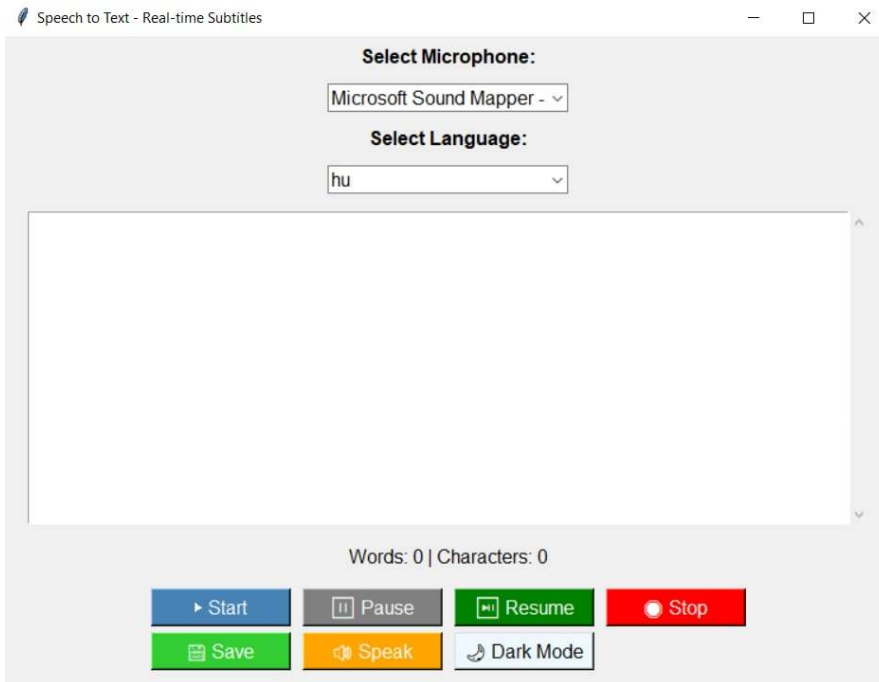 Speech to Text - Real-time Subtitles
Select Microphone:
Microsoft Sound Mapper -
Select Language:
hu
Words: 0 | Characters: 0
Start Pause Resume Stop
Save Speak Dark Mode